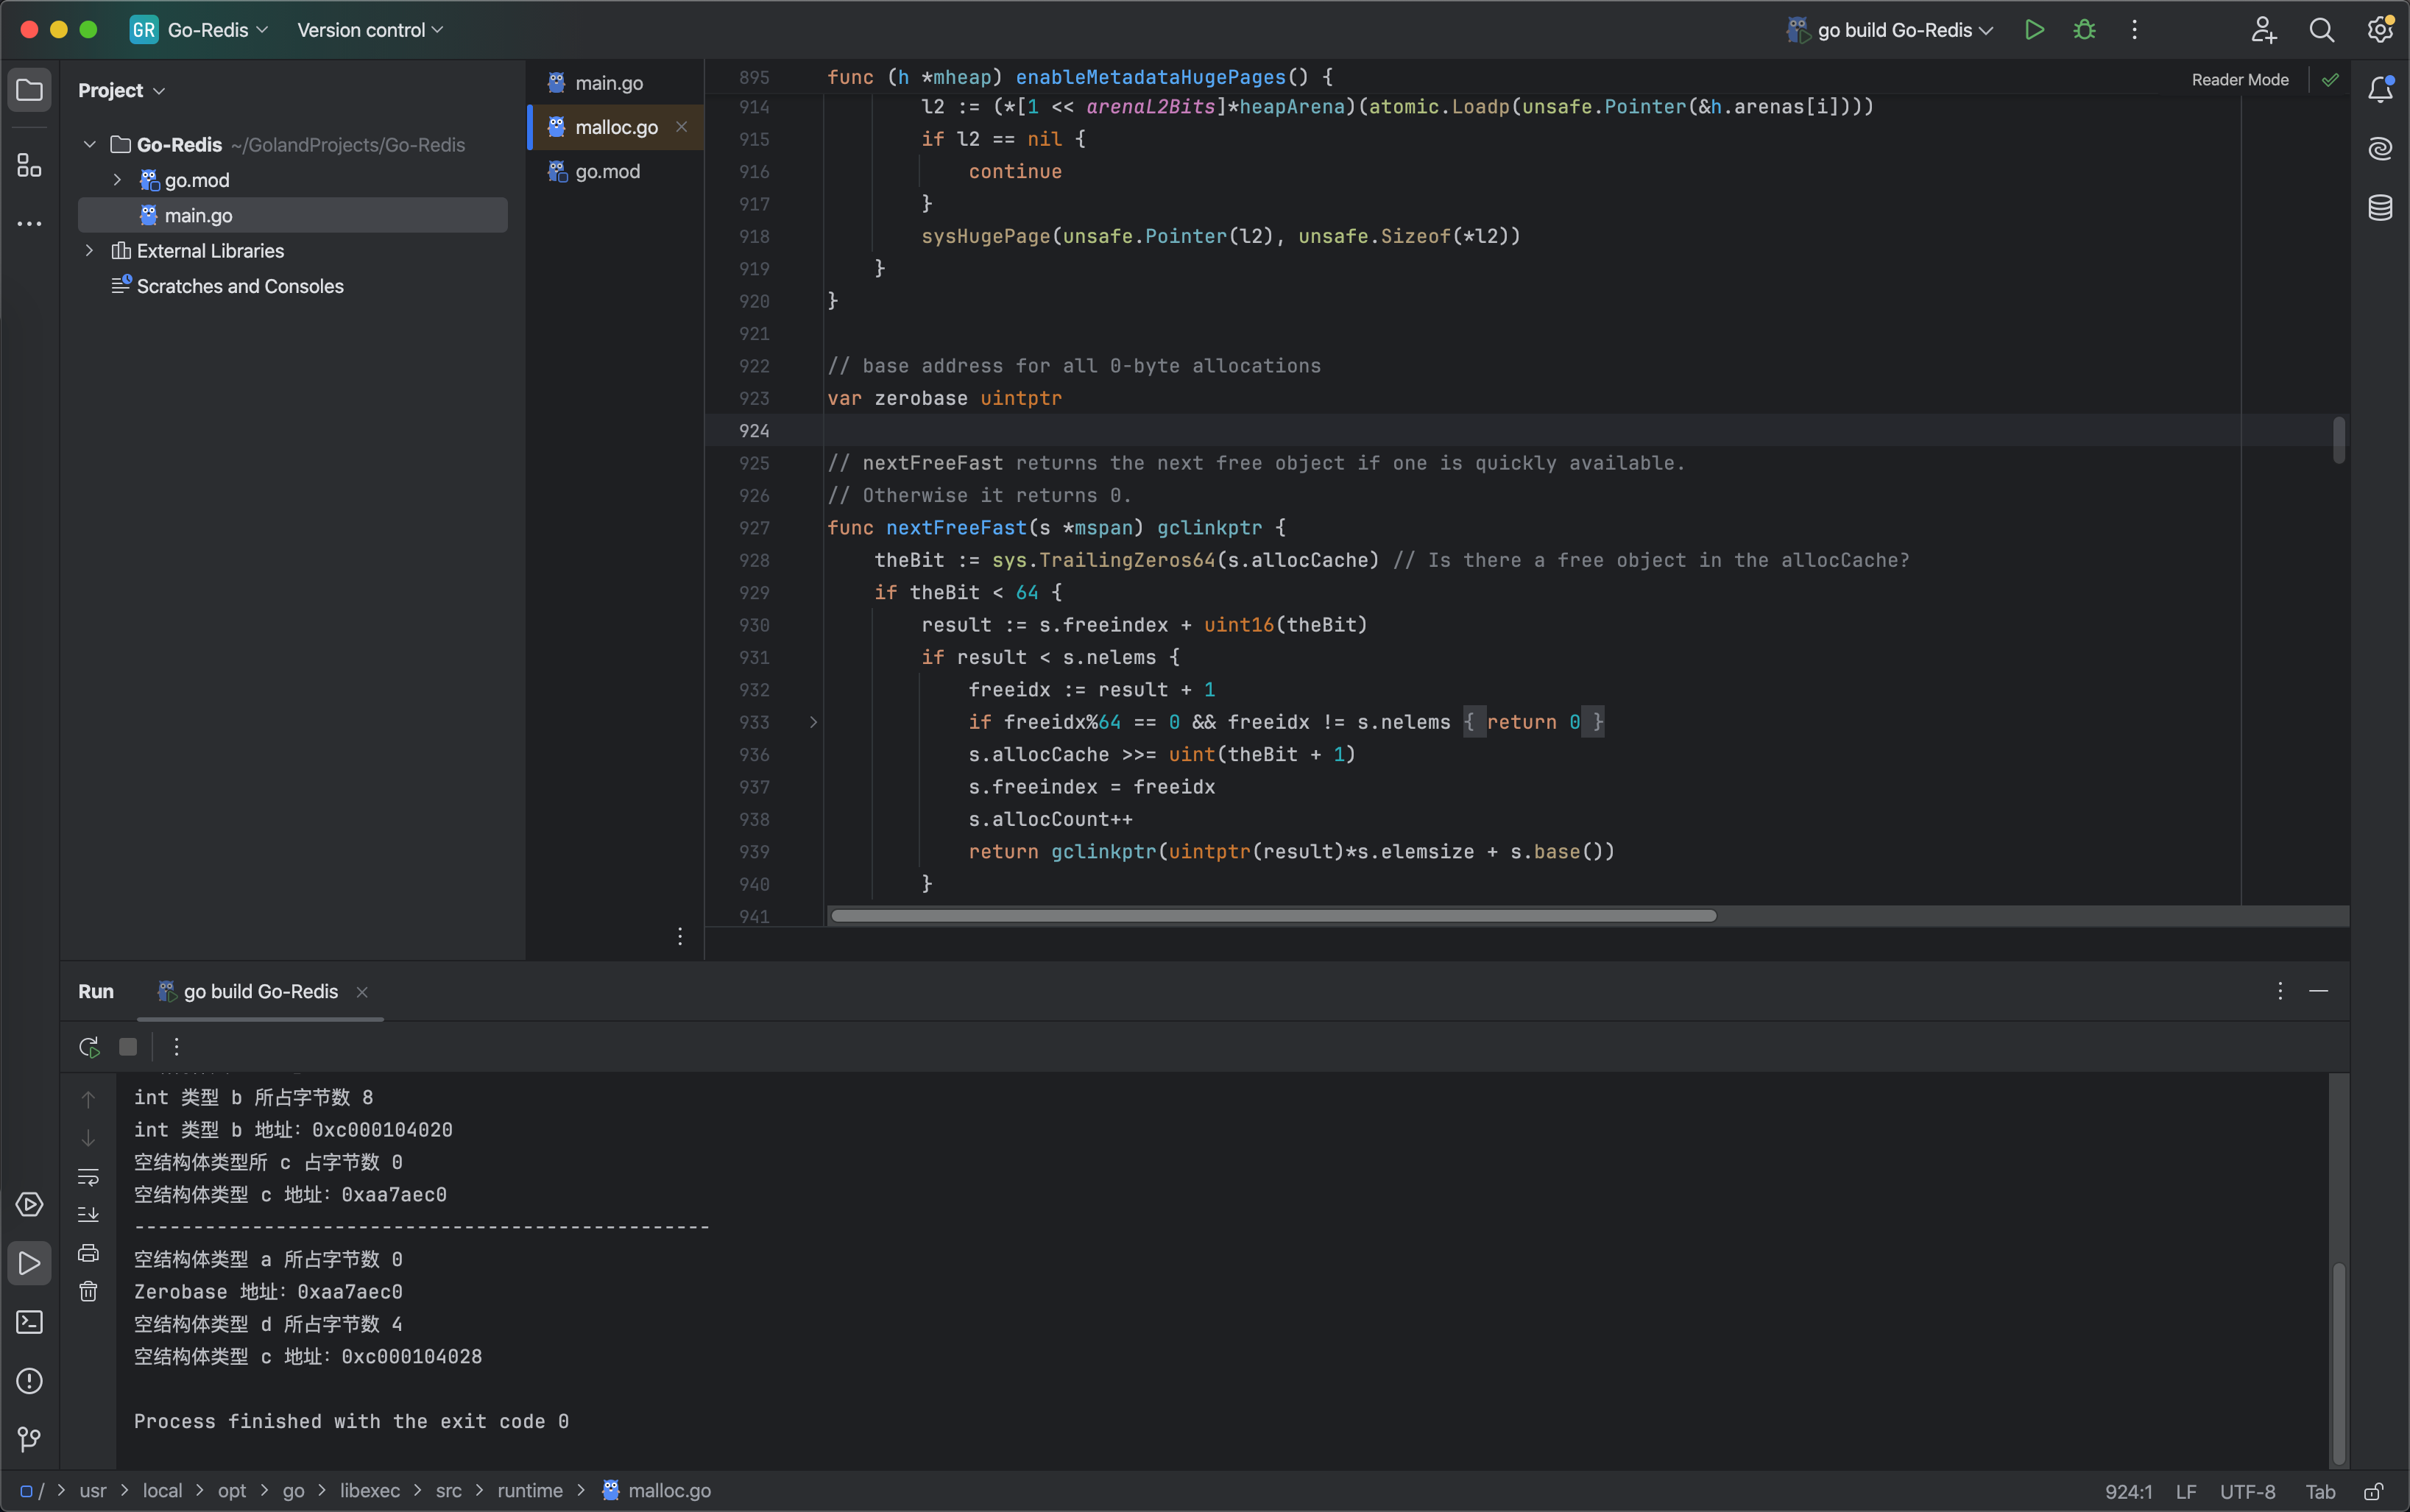 GR Go-Redis Version control go build Go-Redis
Project
Go-Redis ~/GolandProjects/Go-Redis
go.mod
main.go
External Libraries
Scratches and Consoles
main.go
malloc.go
go.mod
Reader Mode
895 func (h *mheap) enableMetadataHugePages() {
914 l2 := (*[1 << arenaL2Bits]*heapArena)(atomic.Loadp(unsafe.Pointer(&h.arenas[i])))
915 if l2 == nil {
916 continue
917 }
918 sysHugePage(unsafe.Pointer(l2), unsafe.Sizeof(*l2))
919 }
920 }
921
922 // base address for all 0-byte allocations
923 var zerobase uintptr
924
925 // nextFreeFast returns the next free object if one is quickly available.
926 // Otherwise it returns 0.
927 func nextFreeFast(s *mspan) gclinkptr {
928 theBit := sys.TrailingZeros64(s.allocCache) // Is there a free object in the allocCache?
929 if theBit < 64 {
930 result := s.freeindex + uint16(theBit)
931 if result < s.nelems {
932 freeidx := result + 1
933 if freeidx%64 == 0 && freeidx != s.nelems { return 0 }
936 s.allocCache >>= uint(theBit + 1)
937 s.freeindex = freeidx
938 s.allocCount++
939 return gclinkptr(uintptr(result)*s.elemsize + s.base())
940 }
941
Run go build Go-Redis
int 类型 b 所占字节数 8
int 类型 b 地址：0xc000104020
空结构体类型所 c 占字节数 0
空结构体类型 c 地址：0xaa7aec0
-------------------------------------------------
空结构体类型 a 所占字节数 0
Zerobase 地址：0xaa7aec0
空结构体类型 d 所占字节数 4
空结构体类型 c 地址：0xc000104028
Process finished with the exit code 0
/ > usr > local > opt > go > libexec > src > runtime > malloc.go 924:1 LF UTF-8 Tab